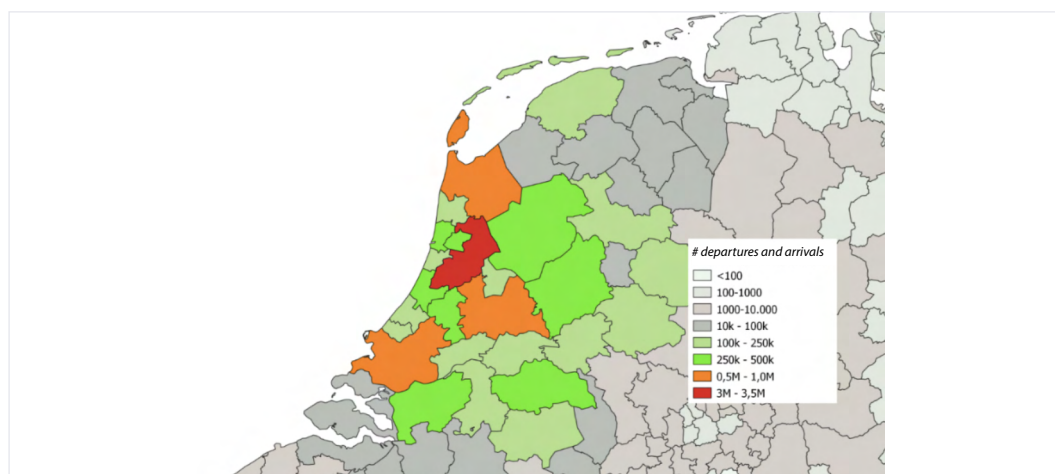 # departures and arrivals
<100
100-1000
1000-10.000
10k - 100k
100k - 250k
250k - 500k
0,5M - 1,0M
3M - 3,5M